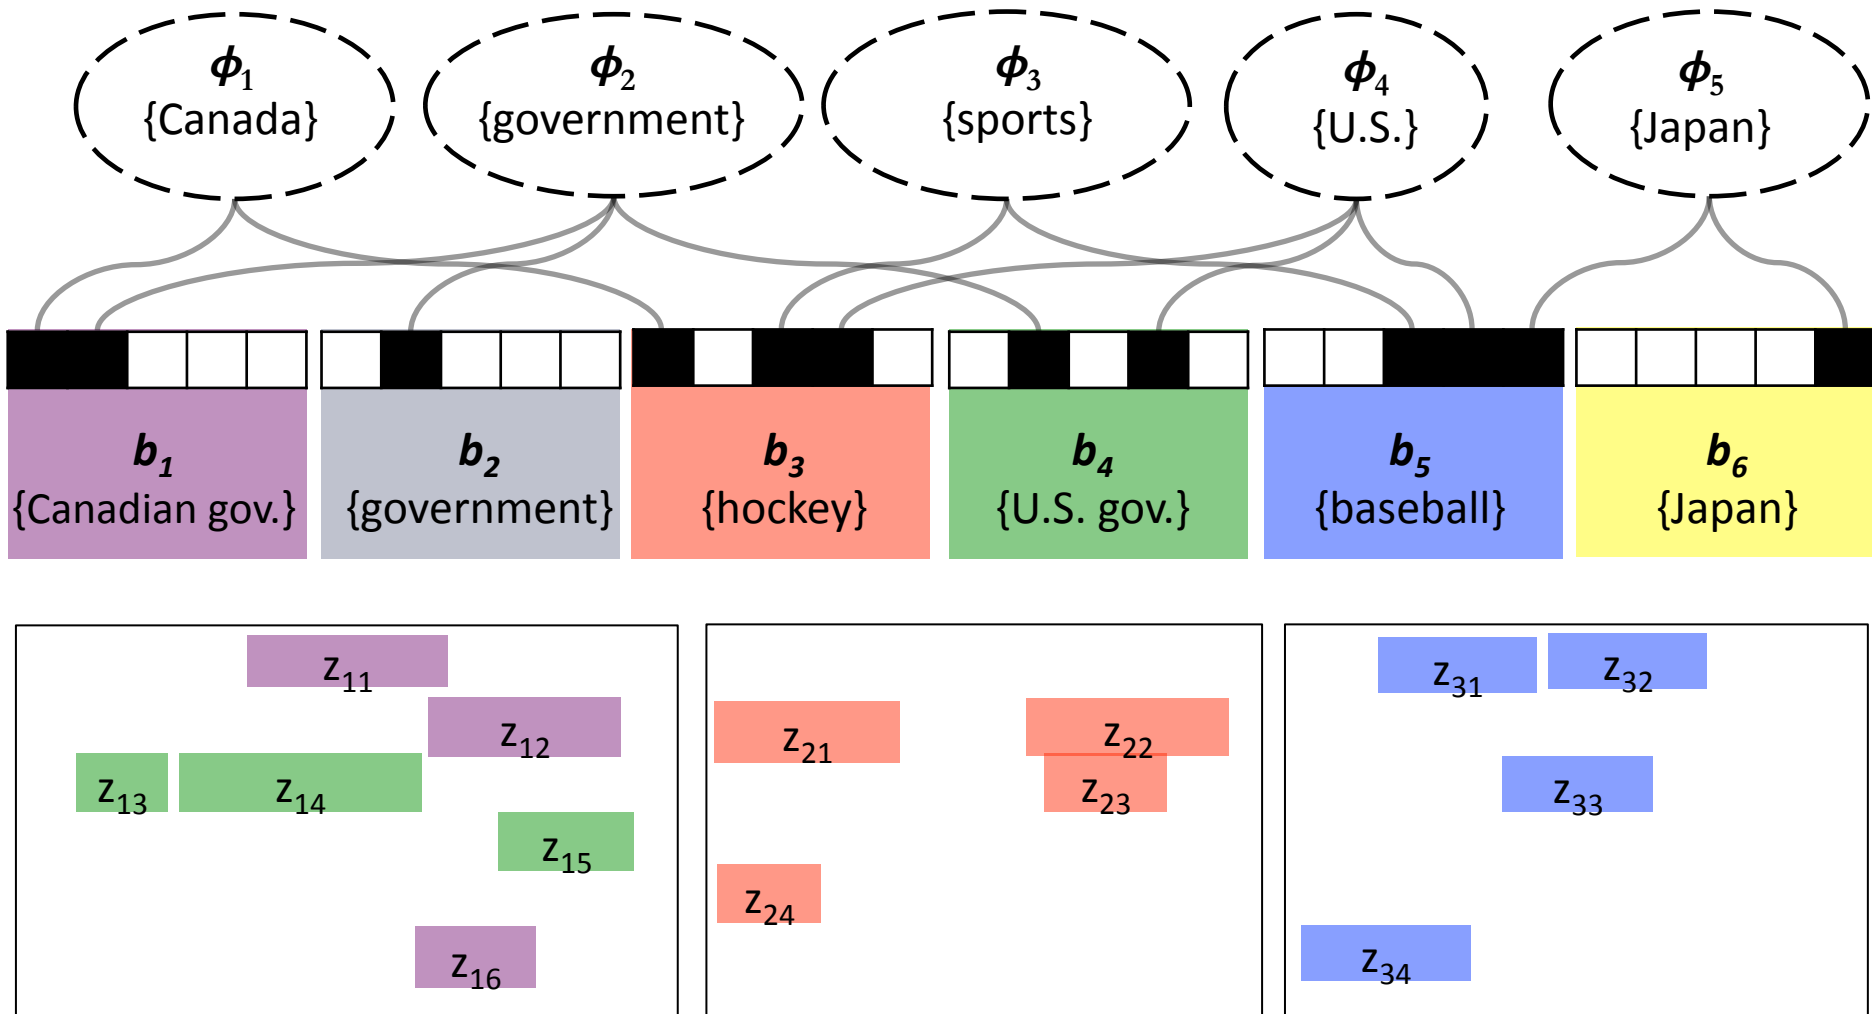 ϕ1
{Canada}
ϕ2
{government}
ϕ3
{sports}
ϕ4
{U.S.}
ϕ5
{Japan}
b1
{Canadian gov.}
b2
{government}
b3
{hockey}
b4
{U.S. gov.}
b5
{baseball}
b6
{Japan}
z11
z12
z13
z14
z15
z16
z21
z22
z23
z24
z31
z32
z33
z34